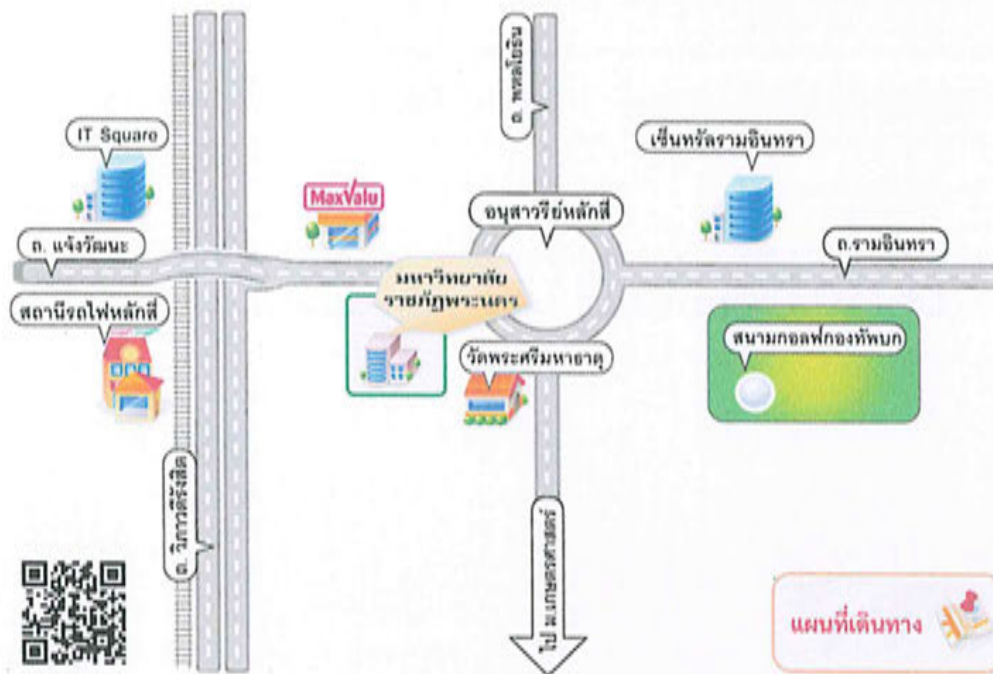 ถ. พหลโยธิน
IT Square
เซ็นทรัลรามอินทรา
MaxValu
อนุสาวรีย์หลักสี่
ถ. แจ้งวัฒนะ
ถ.รามอินทรา
มหาวิทยาลัย
ราชภัฏพระนคร
สถานีรถไฟหลักสี่
สนามกอล์ฟกองทัพบก
วัดพระศรีมหาธาตุ
ถ. วิภาวดีรังสิต
ไป ม.เกษตรศาสตร์
แผนที่เดินทาง